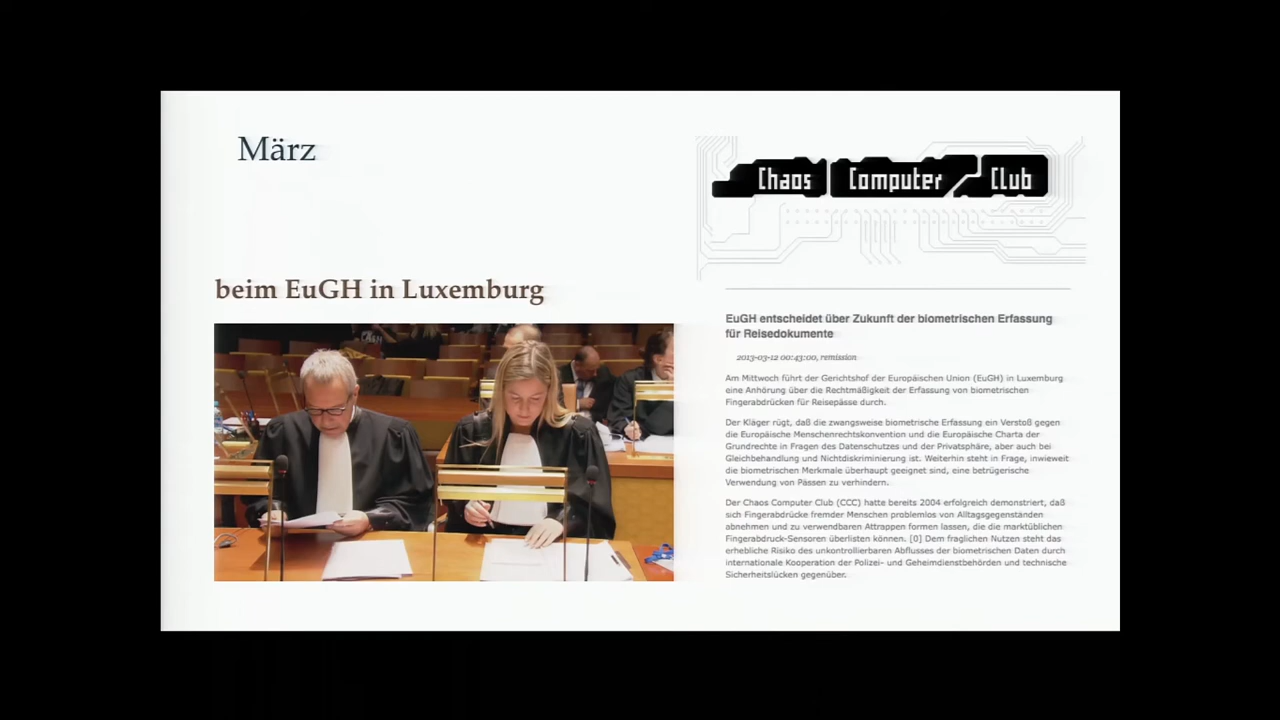 März
beim EuGH in Luxemburg
Chaos Computer Club
EuGH entscheidet über Zukunft der biometrischen Erfassung
für Reisedokumente
2013-03-12 00:43:00, remission
Am Mittwoch führt der Gerichtshof der Europäischen Union (EuGH) in Luxemburg
eine Anhörung über die Rechtmäßigkeit der Erfassung von biometrischen
Fingerabdrücken für Reisepässe durch.
Der Kläger rügt, daß die zwangsweise biometrische Erfassung ein Verstoß gegen
die Europäische Menschenrechtskonvention und die Europäische Charta der
Grundrechte in Fragen des Datenschutzes und der Privatsphäre, aber auch bei
Gleichbehandlung und Nichtdiskriminierung ist. Weiterhin steht in Frage, inwieweit
die biometrischen Merkmale überhaupt geeignet sind, eine betrügerische
Verwendung von Pässen zu verhindern.
Der Chaos Computer Club (CCC) hatte bereits 2004 erfolgreich demonstriert, daß
sich Fingerabdrücke fremder Menschen problemlos von Alltagsgegenständen
abnehmen und zu verwendbaren Attrappen formen lassen, die die marktüblichen
Fingerabdruck-Sensoren überlisten können. [0] Dem fraglichen Nutzen steht das
erhebliche Risiko des unkontrollierbaren Abflusses der biometrischen Daten durch
internationale Kooperation der Polizei- und Geheimdienstbehörden und technische
Sicherheitslücken gegenüber.